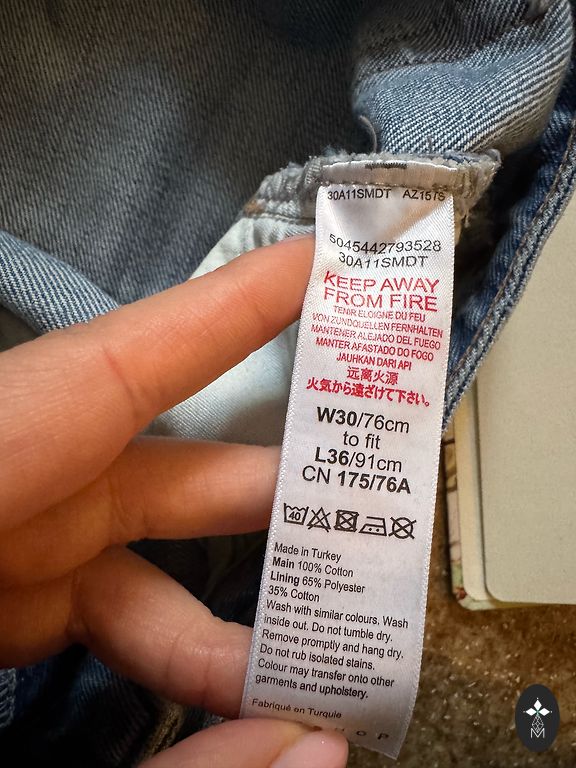 30A11SMDT AZ157S
5045442793528
30A11SMDT
KEEP AWAY
FROM FIRE
TENIR ELOIGNE DU FEU
VON ZUNDQUELLEN FERNHALTEN
MANTENER ALEJADO DEL FUEGO
MANTER AFASTADO DO FOGO
JAUHKAN DARI API
远离火源
火気から遠ざけて下さい。
W30/76cm
to fit
L36/91cm
CN 175/76A
40
Made in Turkey
Main 100% Cotton
Lining 65% Polyester
35% Cotton
Wash with similar colours, Wash
inside out. Do not tumble dry.
Remove promptly and hang dry.
Do not rub isolated stains.
Colour may transfer onto other
garments and upholstery.
Fabriqué en Turquie
H O P
M